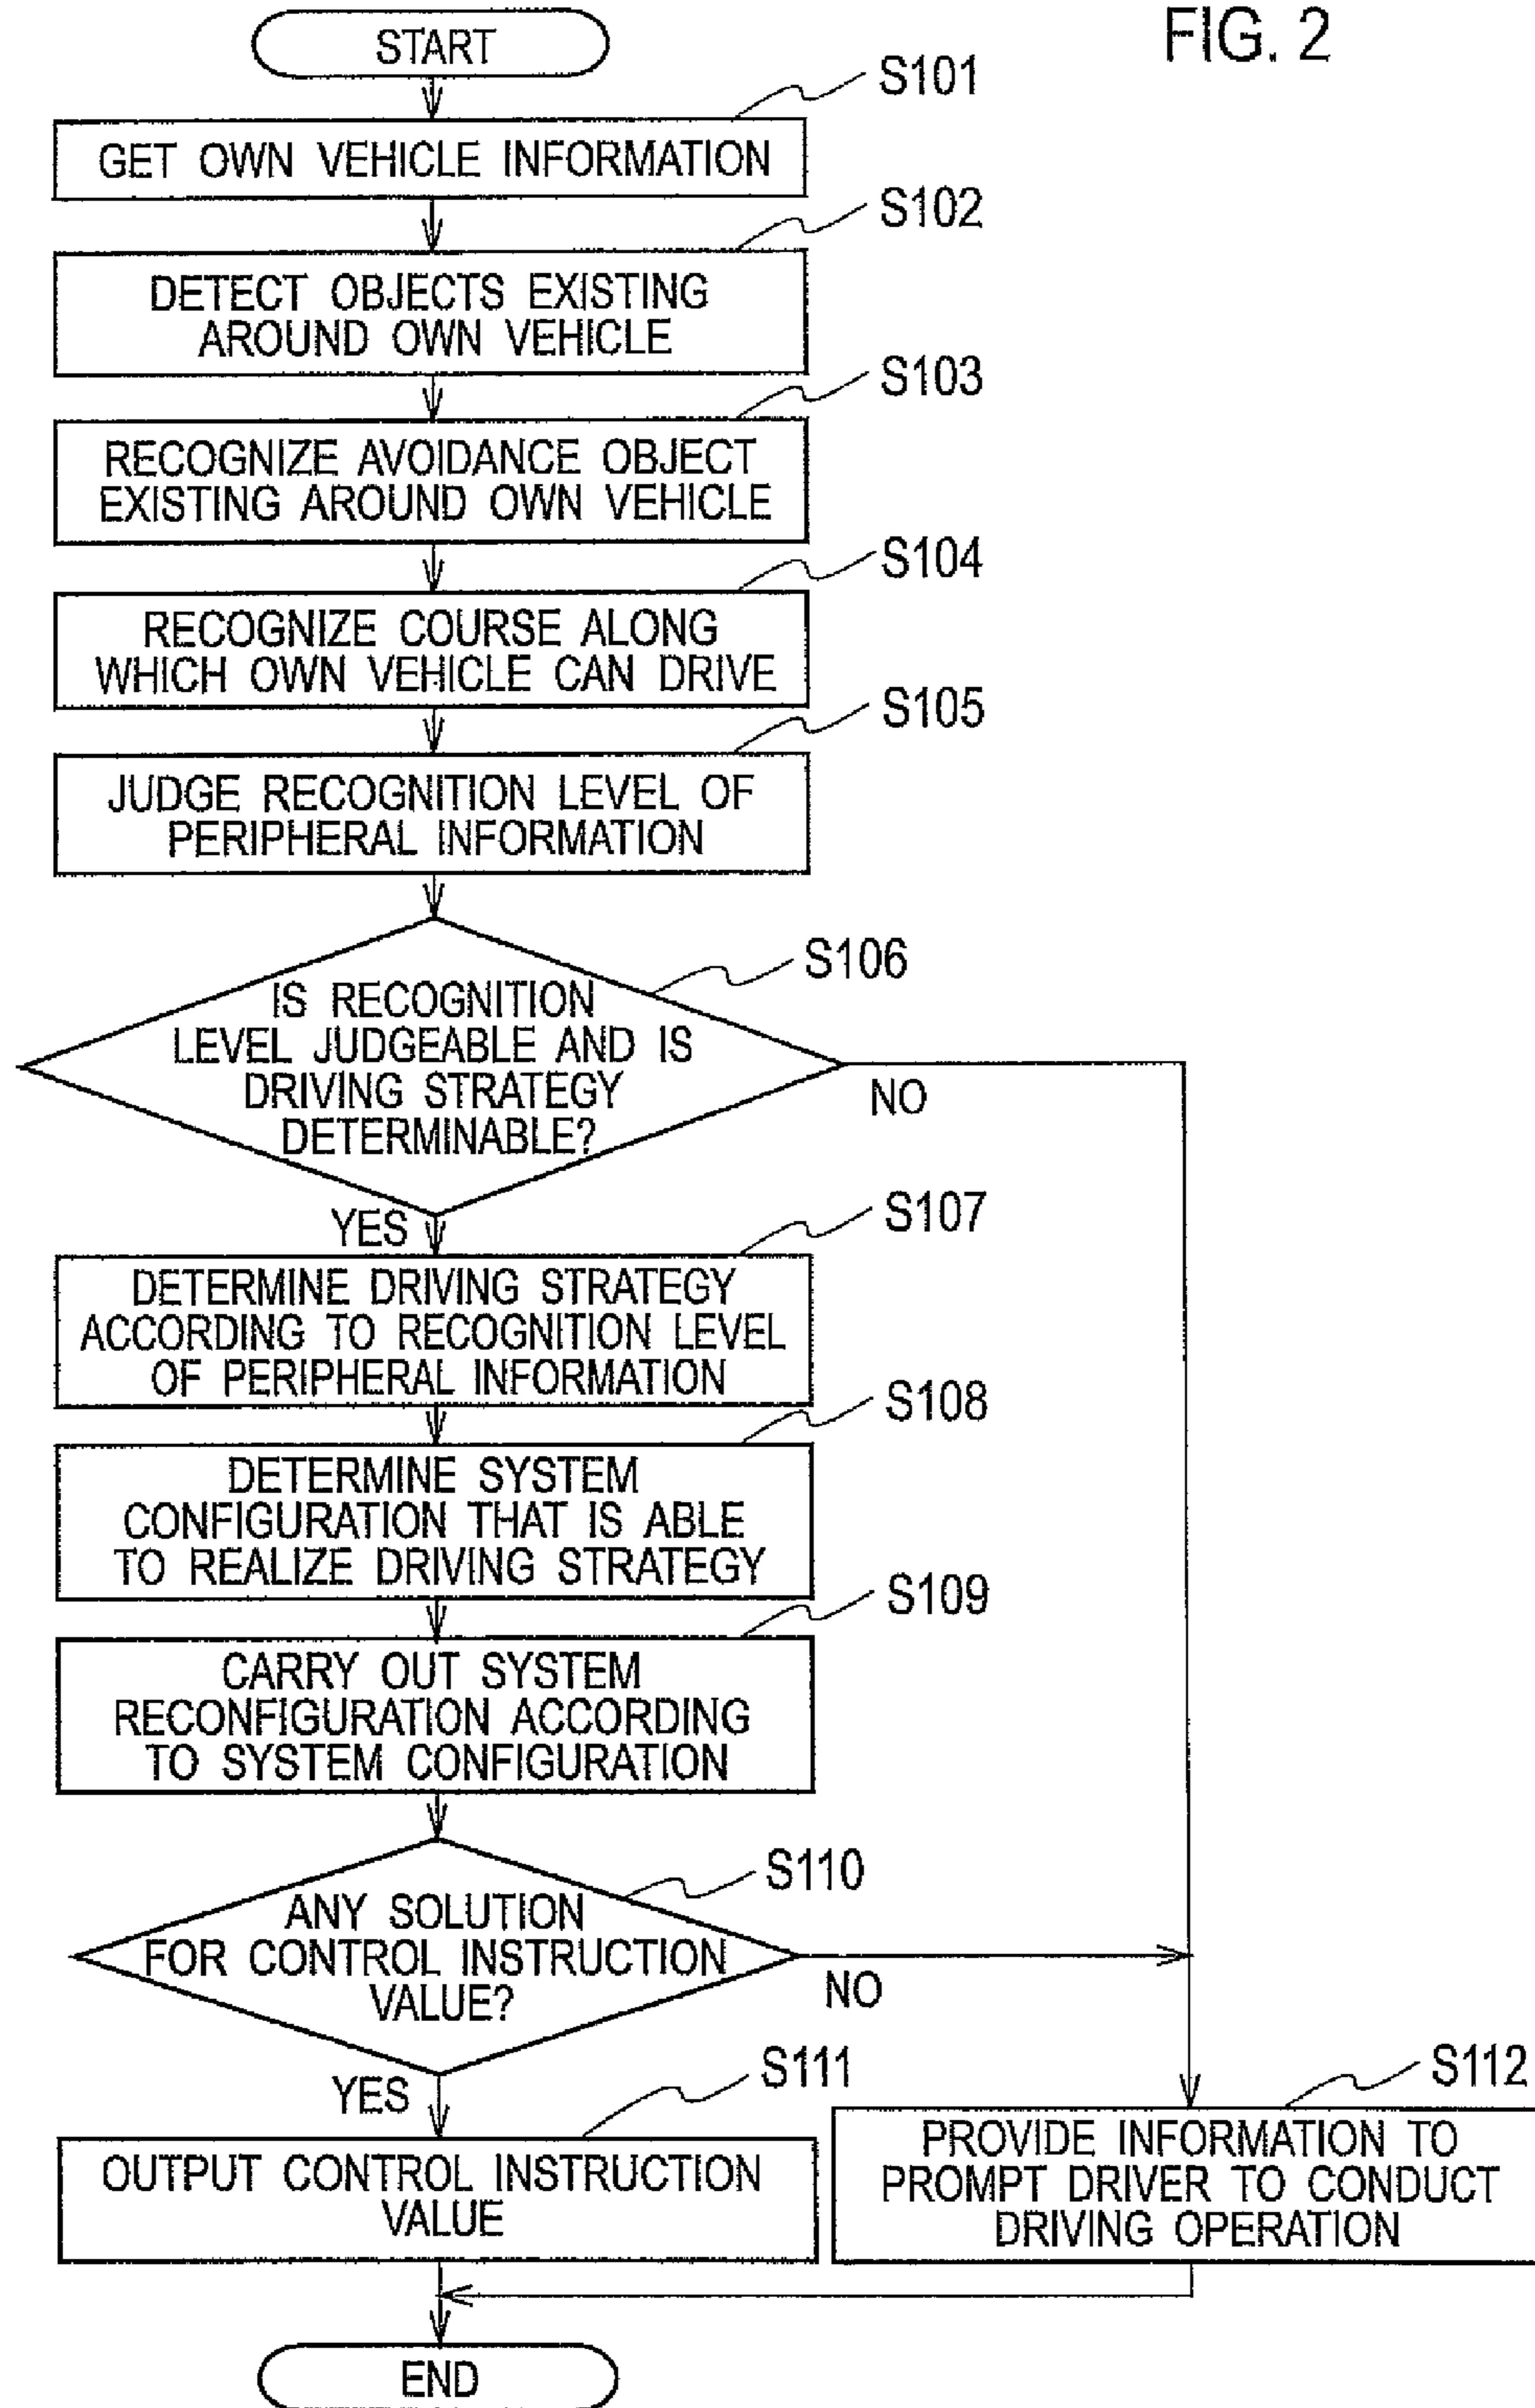 FIG. 2
START
S101
GET OWN VEHICLE INFORMATION
S102
DETECT OBJECTS EXISTING
AROUND OWN VEHICLE
S103
RECOGNIZE AVOIDANCE OBJECT
EXISTING AROUND OWN VEHICLE
S104
RECOGNIZE COURSE ALONG
WHICH OWN VEHICLE CAN DRIVE
S105
JUDGE RECOGNITION LEVEL OF
PERIPHERAL INFORMATION
S106
IS RECOGNITION
LEVEL JUDGEABLE AND IS
DRIVING STRATEGY
DETERMINABLE?
NO
YES
S107
DETERMINE DRIVING STRATEGY
ACCORDING TO RECOGNITION LEVEL
OF PERIPHERAL INFORMATION
S108
DETERMINE SYSTEM
CONFIGURATION THAT IS ABLE
TO REALIZE DRIVING STRATEGY
S109
CARRY OUT SYSTEM
RECONFIGURATION ACCORDING
TO SYSTEM CONFIGURATION
S110
ANY SOLUTION
FOR CONTROL INSTRUCTION
VALUE?
NO
YES
S111
OUTPUT CONTROL INSTRUCTION
VALUE
S112
PROVIDE INFORMATION TO
PROMPT DRIVER TO CONDUCT
DRIVING OPERATION
END